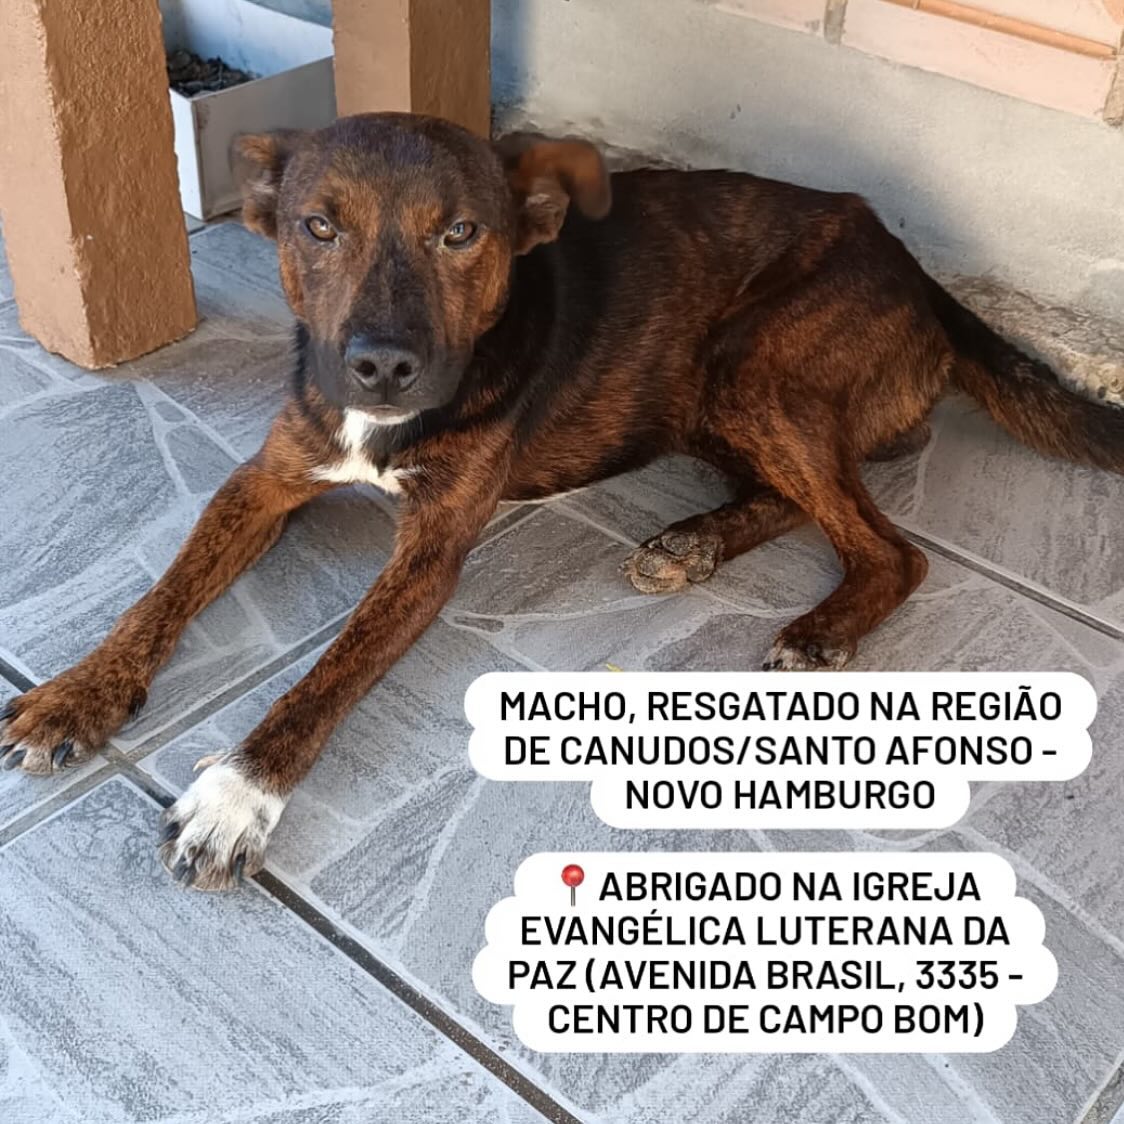 MACHO, RESGATADO NA REGIÃO
DE CANUDOS/SANTO AFONSO -
NOVO HAMBURGO
📍ABRIGADO NA IGREJA
EVANGÉLICA LUTERANA DA
PAZ (AVENIDA BRASIL, 3335 -
CENTRO DE CAMPO BOM)